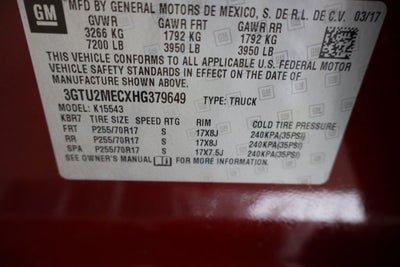 GM
MFD BY GENERAL MOTORS DE MEXICO, S. DE R.L. DE C.V. 03/17
GVWR GAWR FRT GAWR RR
3266 KG 1792 KG 1792 KG
7200 LB 3950 LB 3950 LB
THIS VEHICLE CONFORMS TO ALL APPLICABLE U.S. FEDERAL MOTOR
VEHICLE SAFETY STANDARDS IN EFFECT ON THE DATE OF
MANUFACTURE SHOWN ABOVE.
3GTU2MECXHG379649 TYPE: TRUCK
MODEL: K15543
KBR7 TIRE SIZE SPEED RTG RIM COLD TIRE PRESSURE
FRT P255/70R17 S 17X8J 240KPA(35PSI)
RR P255/70R17 S 17X8J 240KPA(35PSI)
SPA P255/70R17 S 17X7.5J 240KPA(35PSI)
SEE OWNER'S MANUAL FOR MORE INFORMATION